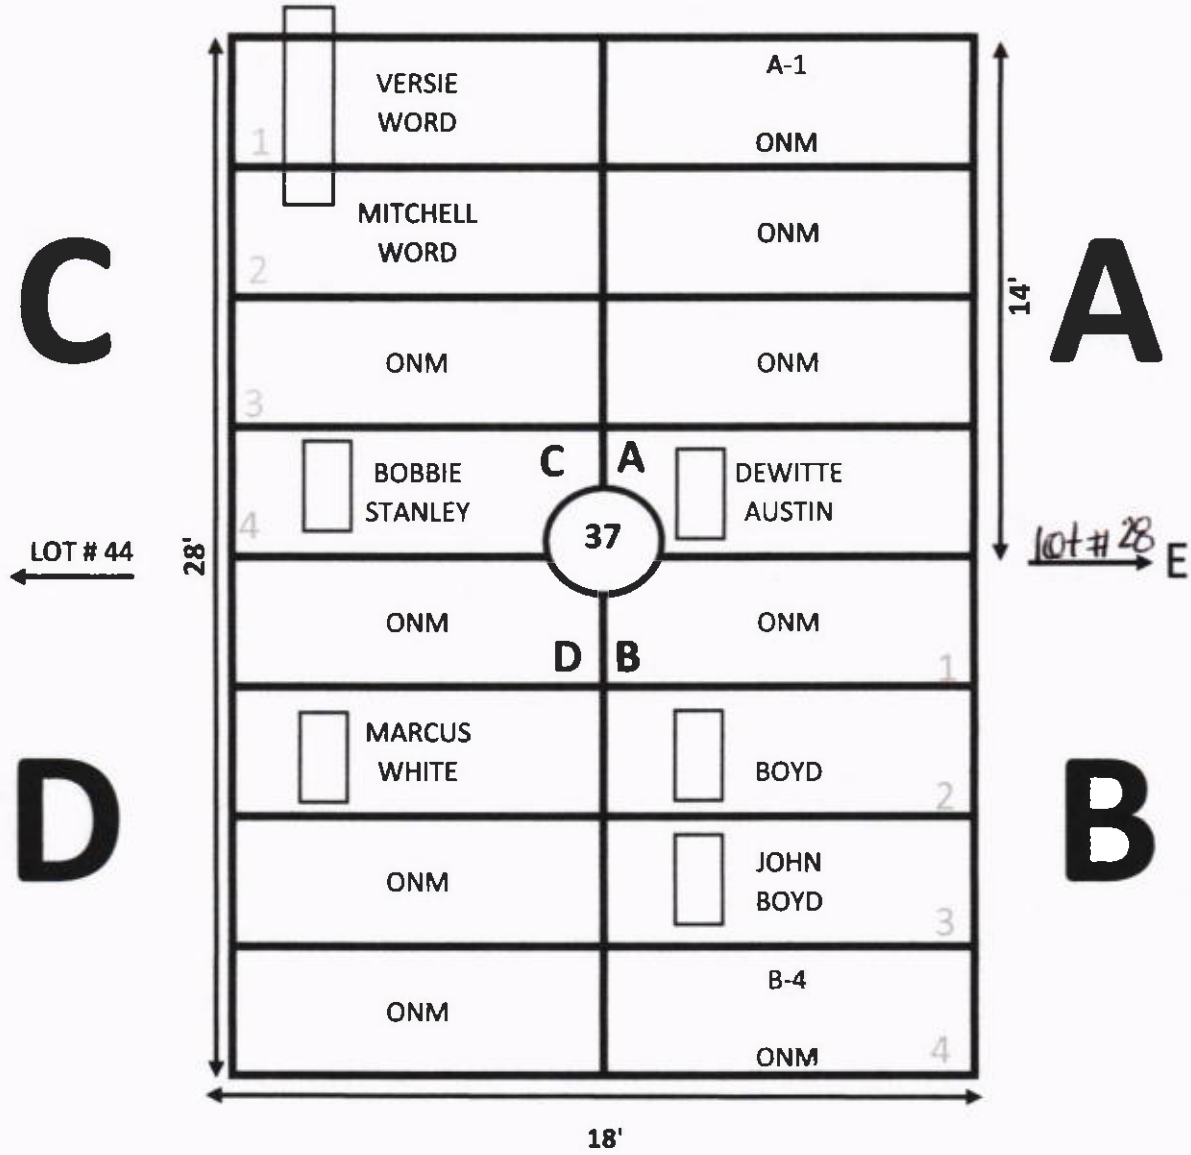 VERSIE
WORD
1
A-1
ONM
MITCHELL
WORD
2
ONM
C
A
14'
ONM
3
ONM
C
A
BOBBIE
STANLEY
4
DEWITTE
AUSTIN
37
LOT # 44
28'
Lot # 28
E
ONM
D
B
ONM
1
MARCUS
WHITE
BOYD
2
D
B
ONM
JOHN
BOYD
3
ONM
B-4
ONM
4
18'